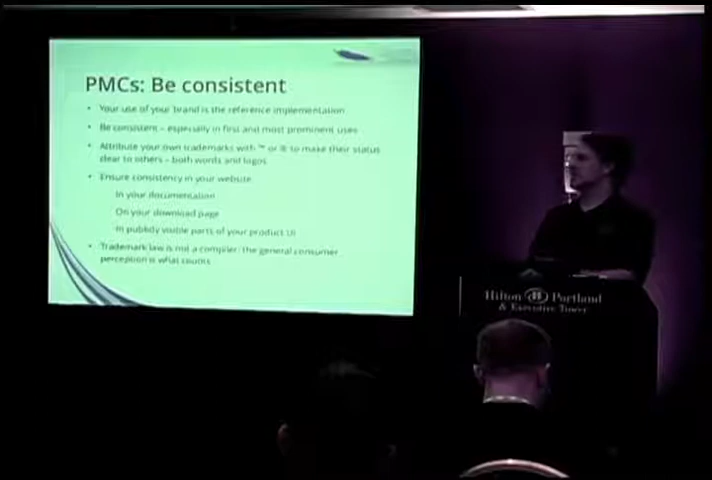 PMCs: Be consistent
• Your use of your brand is the reference implementation
• Be consistent – especially in first and most prominent uses
• Attribute your own trademarks with ™ or ® to make their status
clear to others – both words and logos
• Ensure consistency in your website
In your documentation
On your download page
In publicly visible parts of your product UI
• Trademark law is not a compiler: the general consumer
perception is what counts
Hilton Portland
& Executive Tower